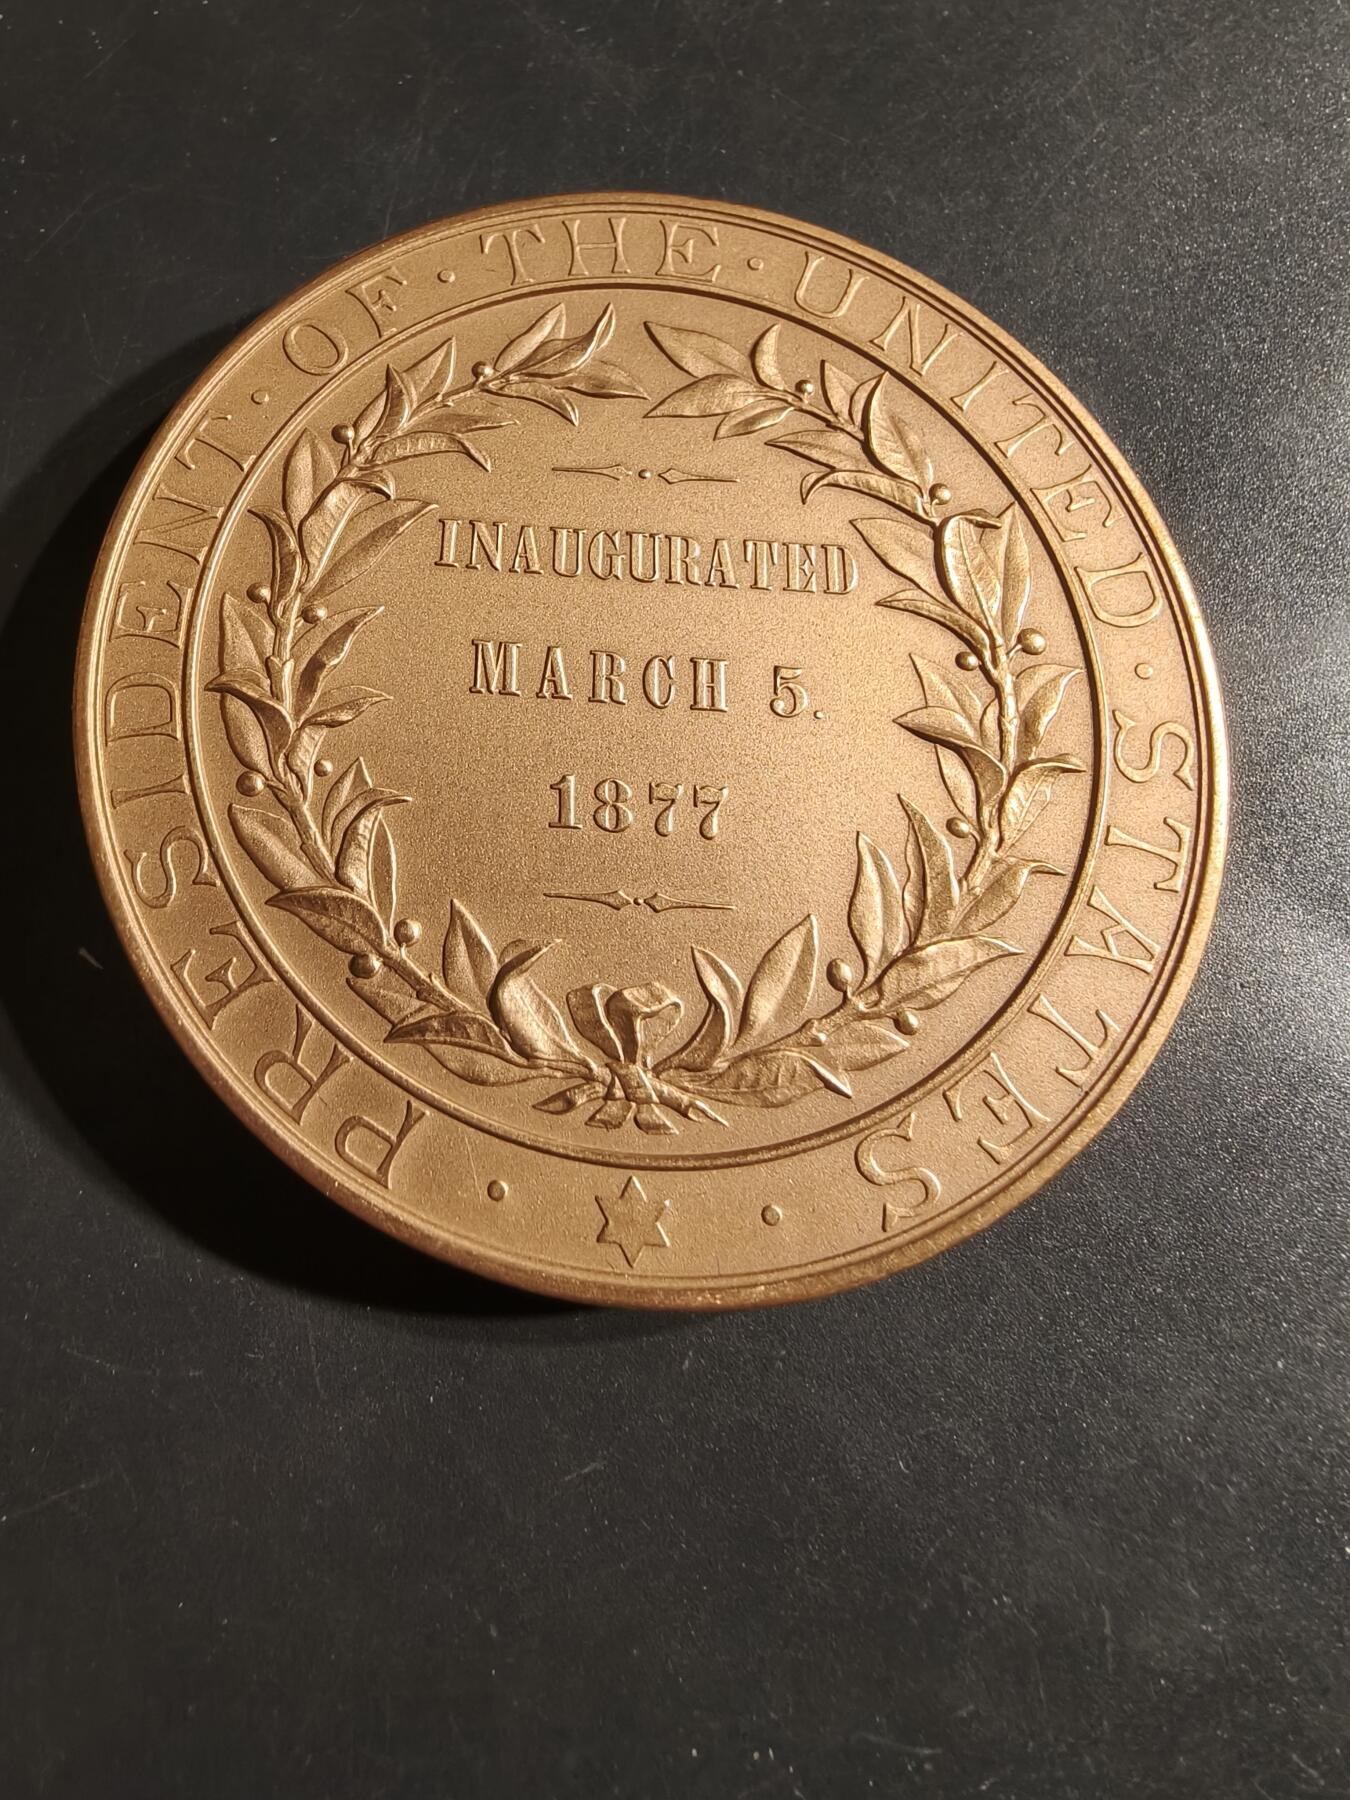 PRESIDENT · OF · THE · UNITED · STATES
INAUGURATED
MARCH 5.
1877